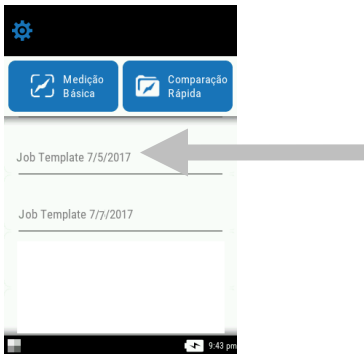 Medição
Básica
Comparação
Rápida
Job Template 7/5/2017
Job Template 7/7/2017
9:43 pm